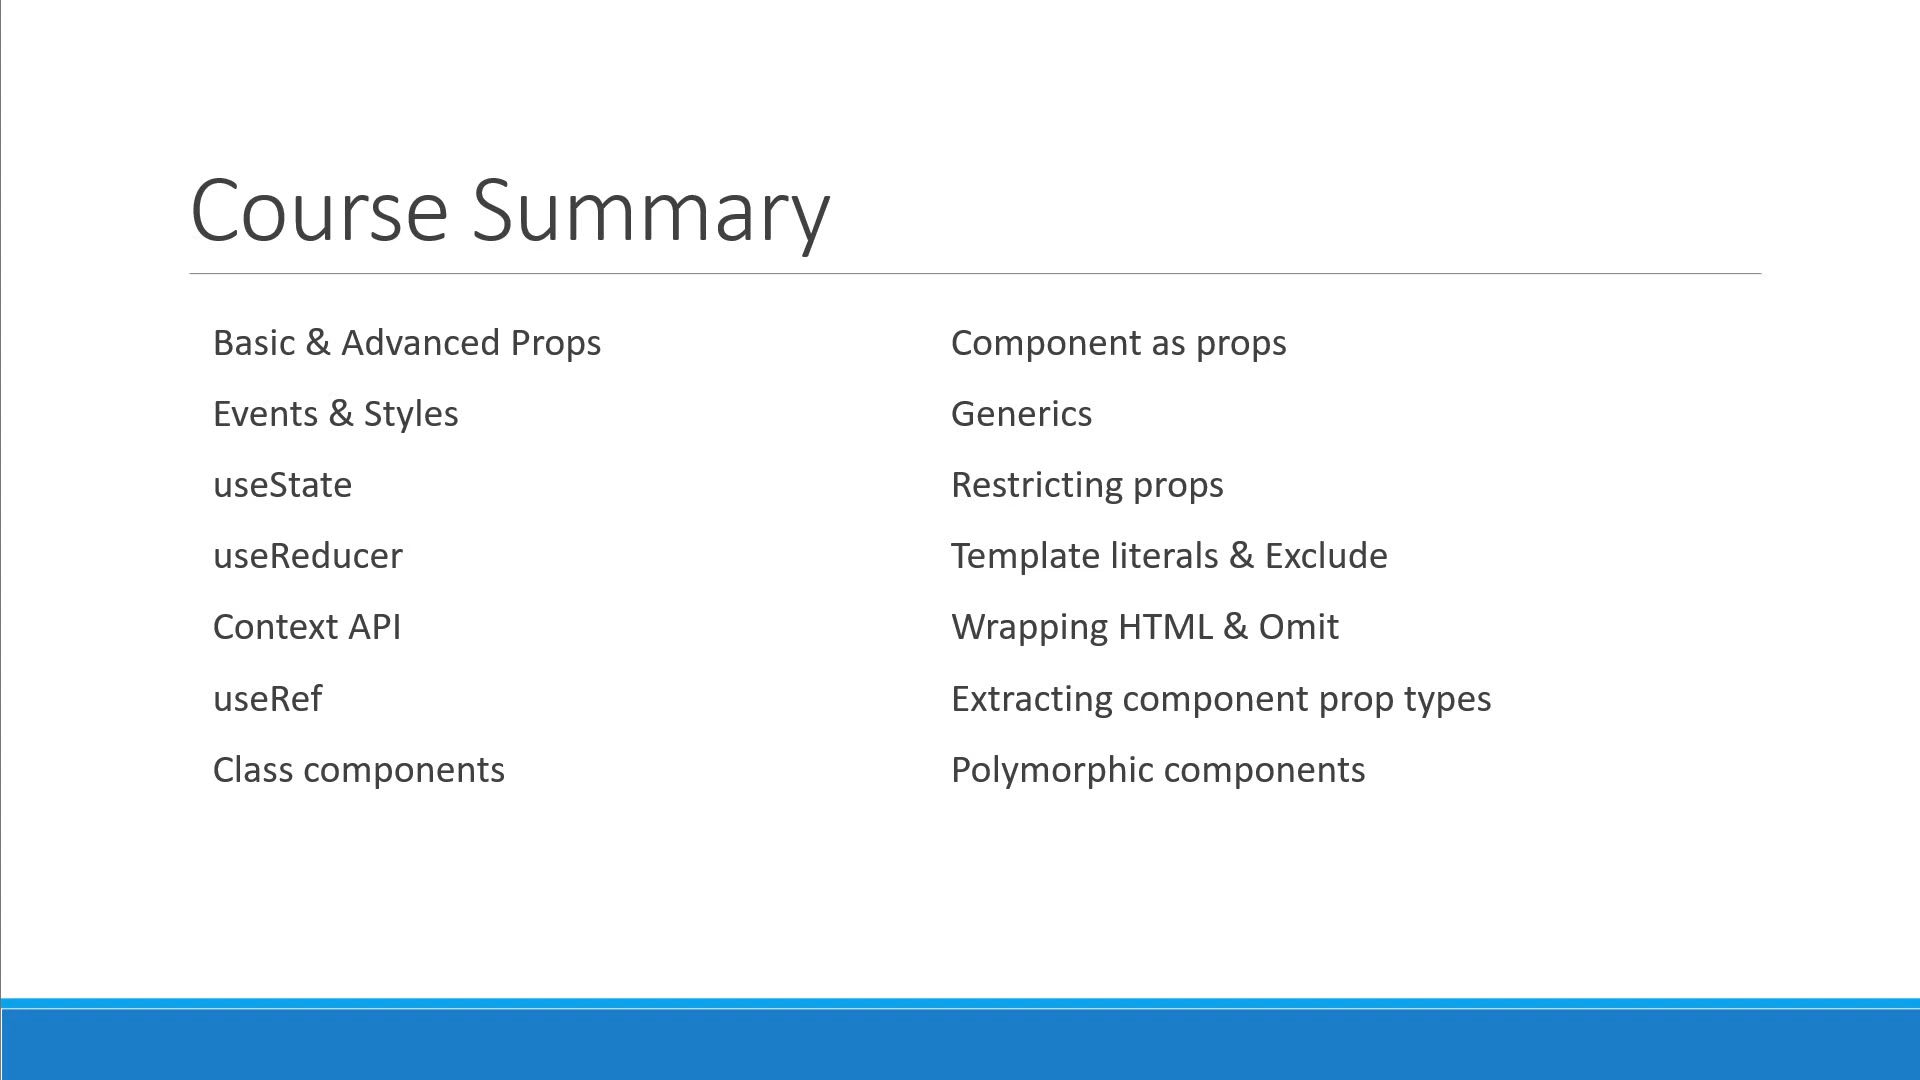 Course Summary
Basic & Advanced Props
Events & Styles
useState
useReducer
Context API
useRef
Class components
Component as props
Generics
Restricting props
Template literals & Exclude
Wrapping HTML & Omit
Extracting component prop types
Polymorphic components